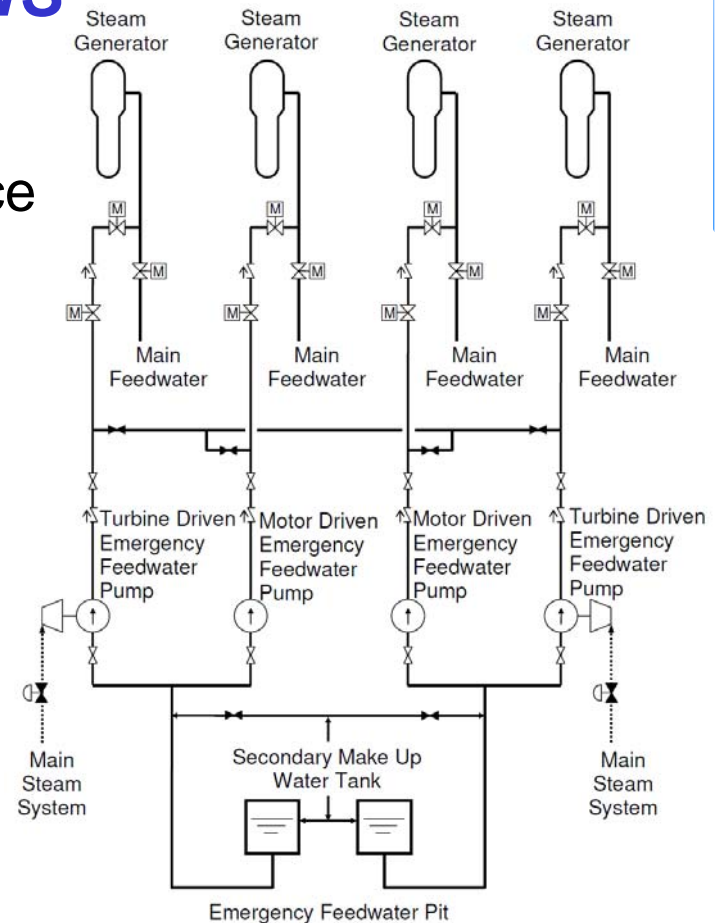 Steam
Generator
Steam
Generator
Steam
Generator
Steam
Generator
M
M
M
M
M
M
M
M
M
M
M
M
Main
Feedwater
Main
Feedwater
Main
Feedwater
Main
Feedwater
Turbine Driven
Emergency
Feedwater
Pump
Motor Driven
Emergency
Feedwater
Pump
Motor Driven
Emergency
Feedwater
Pump
Turbine Driven
Emergency
Feedwater
Pump
Main
Steam
System
Secondary Make Up
Water Tank
Main
Steam
System
Emergency Feedwater Pit